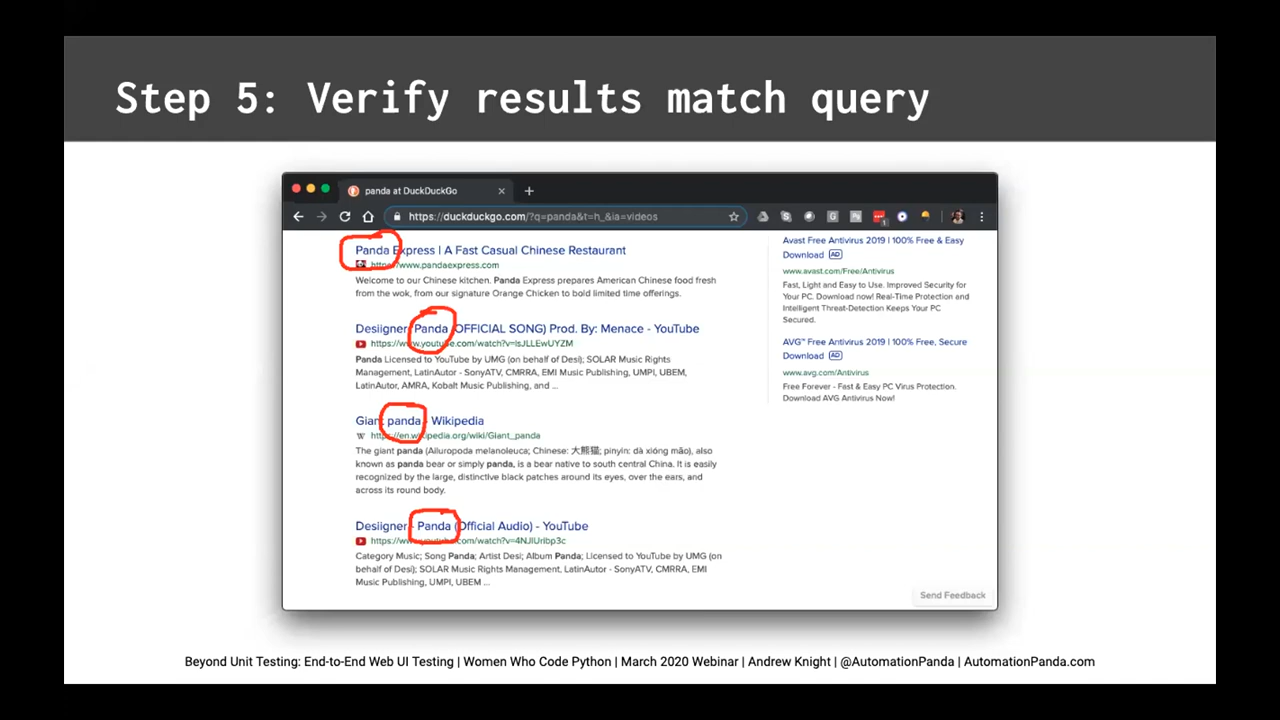 Step 5: Verify results match query
panda at DuckDuckGo
https://duckduckgo.com/?q=panda&t=h_&ia=videos
Panda Express | A Fast Casual Chinese Restaurant
https://www.pandaexpress.com
Welcome to our Chinese kitchen. Panda Express prepares American Chinese food fresh
from the wok, from our signature Orange Chicken to bold limited time offerings.
Desiigner- Panda (OFFICIAL SONG) Prod. By: Menace - YouTube
https://www.youtube.com/watch?v=lsJLLEwUYZM
Panda Licensed to YouTube by UMG (on behalf of Desi); SOLAR Music Rights
Management, LatinAutor - SonyATV, CMRRA, EMI Music Publishing, UMPI, UBEM,
LatinAutor, AMRA, Kobalt Music Publishing, and ...
Giant panda - Wikipedia
W https://en.wikipedia.org/wiki/Giant_panda
The giant panda (Ailuropoda melanoleuca; Chinese: 大熊猫; pinyin: dà xióng māo), also
known as panda bear or simply panda, is a bear native to south central China. It is easily
recognized by the large, distinctive black patches around its eyes, over the ears, and
across its round body.
Desiigner - Panda (Official Audio) - YouTube
https://www.youtube.com/watch?v=4NJlUribp3c
Category Music; Song Panda; Artist Desi; Album Panda; Licensed to YouTube by UMG (on
behalf of Desi); SOLAR Music Rights Management, LatinAutor - SonyATV, CMRRA, EMI
Music Publishing, UMPI, UBEM ...
Avast Free Antivirus 2019 | 100% Free & Easy
Download AD
www.avast.com/Free/Antivirus
Fast, Light and Easy to Use. Improved Security for
Your PC. Download now! Real-Time Protection and
Intelligent Threat-Detection Keeps Your PC
Secured.
AVG™ Free Antivirus 2019 | 100% Free, Secure
Download AD
www.avg.com/Antivirus
Free Forever - Fast & Easy PC Virus Protection.
Download AVG Antivirus Now!
Send Feedback
Beyond Unit Testing: End-to-End Web UI Testing | Women Who Code Python | March 2020 Webinar | Andrew Knight | @AutomationPanda | AutomationPanda.com